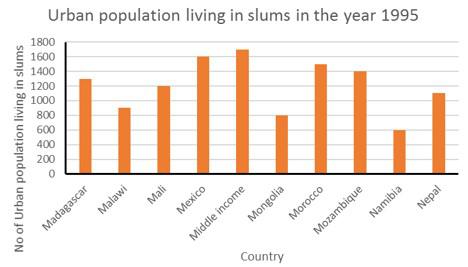 Urban population living in slums in the year 1995
No of Urban population living in slums
1800
1600
1400
1200
1000
800
600
400
200
0
Madagascar
Malawi
Mali
Mexico
Middle income
Mongolia
Morocco
Mozambique
Namibia
Nepal
Country